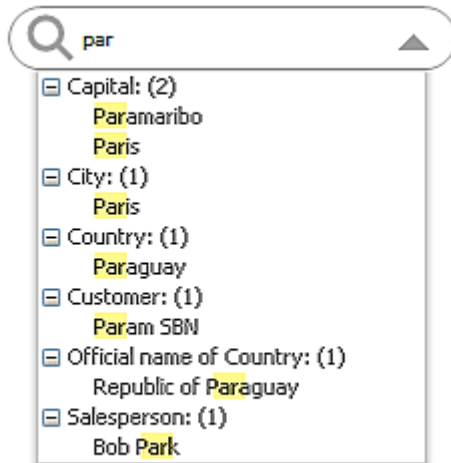 par
Capital: (2)
Paramaribo
Paris
City: (1)
Paris
Country: (1)
Paraguay
Customer: (1)
Param SBN
Official name of Country: (1)
Republic of Paraguay
Salesperson: (1)
Bob Park